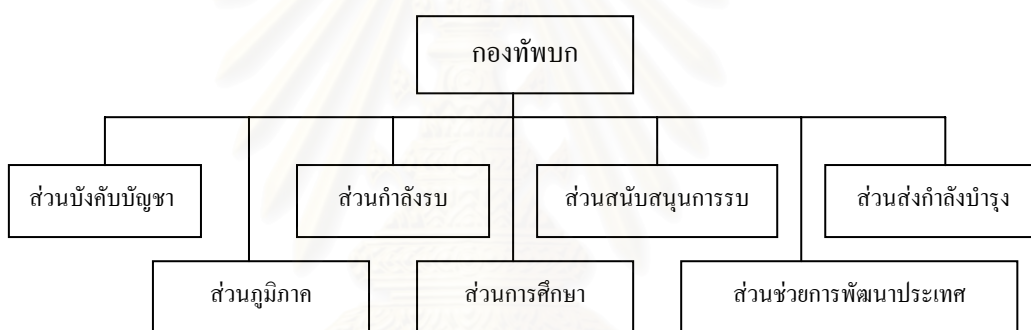 กองทัพบก
ส่วนบังคับบัญชา
ส่วนกำลังรบ
ส่วนสนับสนุนการรบ
ส่วนส่งกำลังบำรุง
ส่วนภูมิภาค
ส่วนการศึกษา
ส่วนช่วยการพัฒนาประเทศ